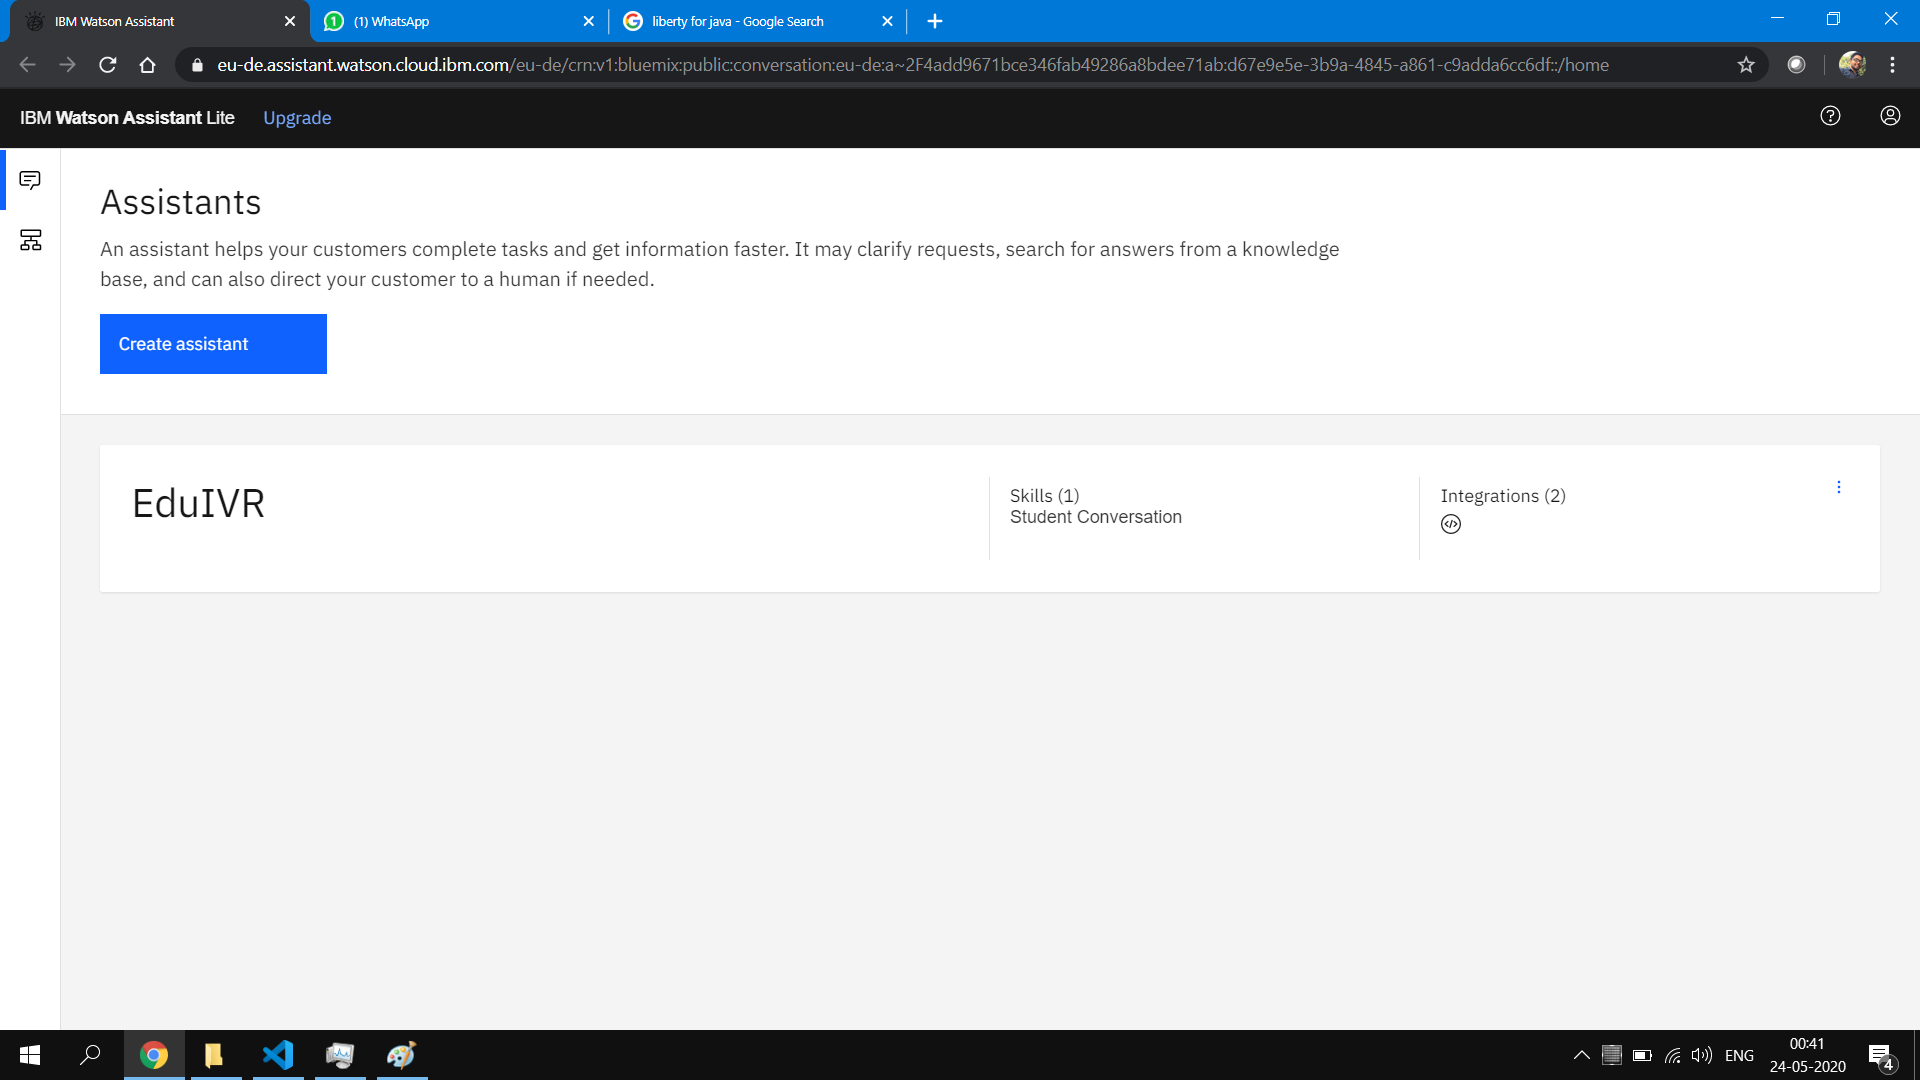 IBM Watson Assistant
(1) WhatsApp
liberty for java - Google Search
eu-de.assistant.watson.cloud.ibm.com/eu-de/crn:v1:bluemix:public:conversation:eu-de:a~2F4add9671bce346fab49286a8bdee71ab:d67e9e5e-3b9a-4845-a861-c9adda6cc6df::/home
IBM Watson Assistant Lite
Upgrade
Assistants
An assistant helps your customers complete tasks and get information faster. It may clarify requests, search for answers from a knowledge
base, and can also direct your customer to a human if needed.
Create assistant
EduIVR
Skills (1)
Student Conversation
Integrations (2)
ENG
00:41
24-05-2020
4